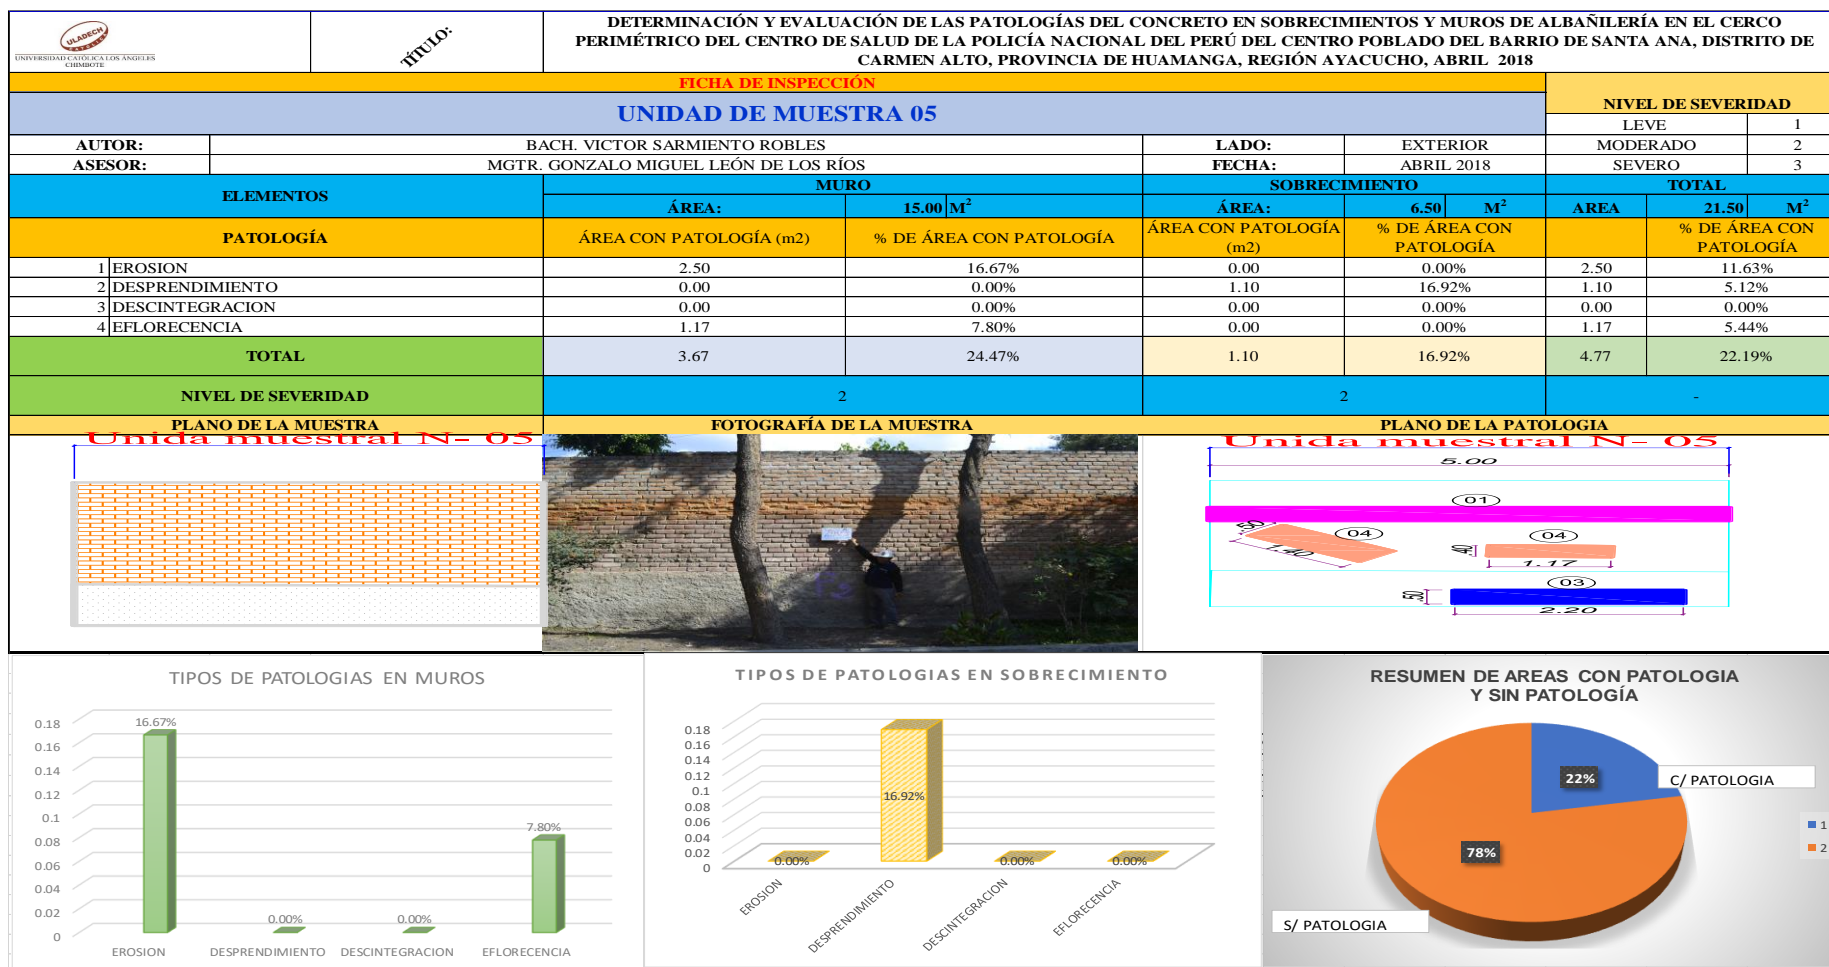 ULADECH
CATÓLICA
UNIVERSIDAD CATÓLICA LOS ÁNGELES
CHIMBOTE
TÍTULO:
DETERMINACIÓN Y EVALUACIÓN DE LAS PATOLOGÍAS DEL CONCRETO EN SOBRECIMIENTOS Y MUROS DE ALBAÑILERÍA EN EL CERCO
PERIMÉTRICO DEL CENTRO DE SALUD DE LA POLICÍA NACIONAL DEL PERÚ DEL CENTRO POBLADO DEL BARRIO DE SANTA ANA, DISTRITO DE
CARMEN ALTO, PROVINCIA DE HUAMANGA, REGIÓN AYACUCHO, ABRIL 2018
FICHA DE INSPECCIÓN
UNIDAD DE MUESTRA 05
NIVEL DE SEVERIDAD
LEVE 1
AUTOR: BACH. VICTOR SARMIENTO ROBLES LADO: EXTERIOR MODERADO 2
ASESOR: MGTR. GONZALO MIGUEL LEÓN DE LOS RÍOS FECHA: ABRIL 2018 SEVERO 3
ELEMENTOS MURO SOBRECIMIENTO TOTAL
ÁREA: 15.00 M² ÁREA: 6.50 M² AREA 21.50 M²
PATOLOGÍA ÁREA CON PATOLOGÍA (m2) % DE ÁREA CON PATOLOGÍA ÁREA CON PATOLOGÍA (m2) % DE ÁREA CON PATOLOGÍA % DE ÁREA CON PATOLOGÍA
1 EROSION 2.50 16.67% 0.00 0.00% 2.50 11.63%
2 DESPRENDIMIENTO 0.00 0.00% 1.10 16.92% 1.10 5.12%
3 DESCINTEGRACION 0.00 0.00% 0.00 0.00% 0.00 0.00%
4 EFLORECENCIA 1.17 7.80% 0.00 0.00% 1.17 5.44%
TOTAL 3.67 24.47% 1.10 16.92% 4.77 22.19%
NIVEL DE SEVERIDAD 2 2 -
PLANO DE LA MUESTRA FOTOGRAFÍA DE LA MUESTRA PLANO DE LA PATOLOGIA
Unida muestral N- 05
Unida muestral N- 05
5.00
01
.50
04
1.40
04
.40
1.17
03
.50
2.20
TIPOS DE PATOLOGIAS EN MUROS
0.18
0.16
0.14
0.12
0.1
0.08
0.06
0.04
0.02
0
16.67%
0.00%
0.00%
7.80%
EROSION DESPRENDIMIENTO DESCINTEGRACION EFLORECENCIA
TIPOS DE PATOLOGIAS EN SOBRECIMIENTO
0.18
0.16
0.14
0.12
0.1
0.08
0.06
0.04
0.02
0
0.00%
16.92%
0.00%
0.00%
EROSION
DESPRENDIMIENTO
DESCINTEGRACION
EFLORECENCIA
RESUMEN DE AREAS CON PATOLOGIA
Y SIN PATOLOGÍA
22%
C/ PATOLOGIA
78%
S/ PATOLOGIA
1
2